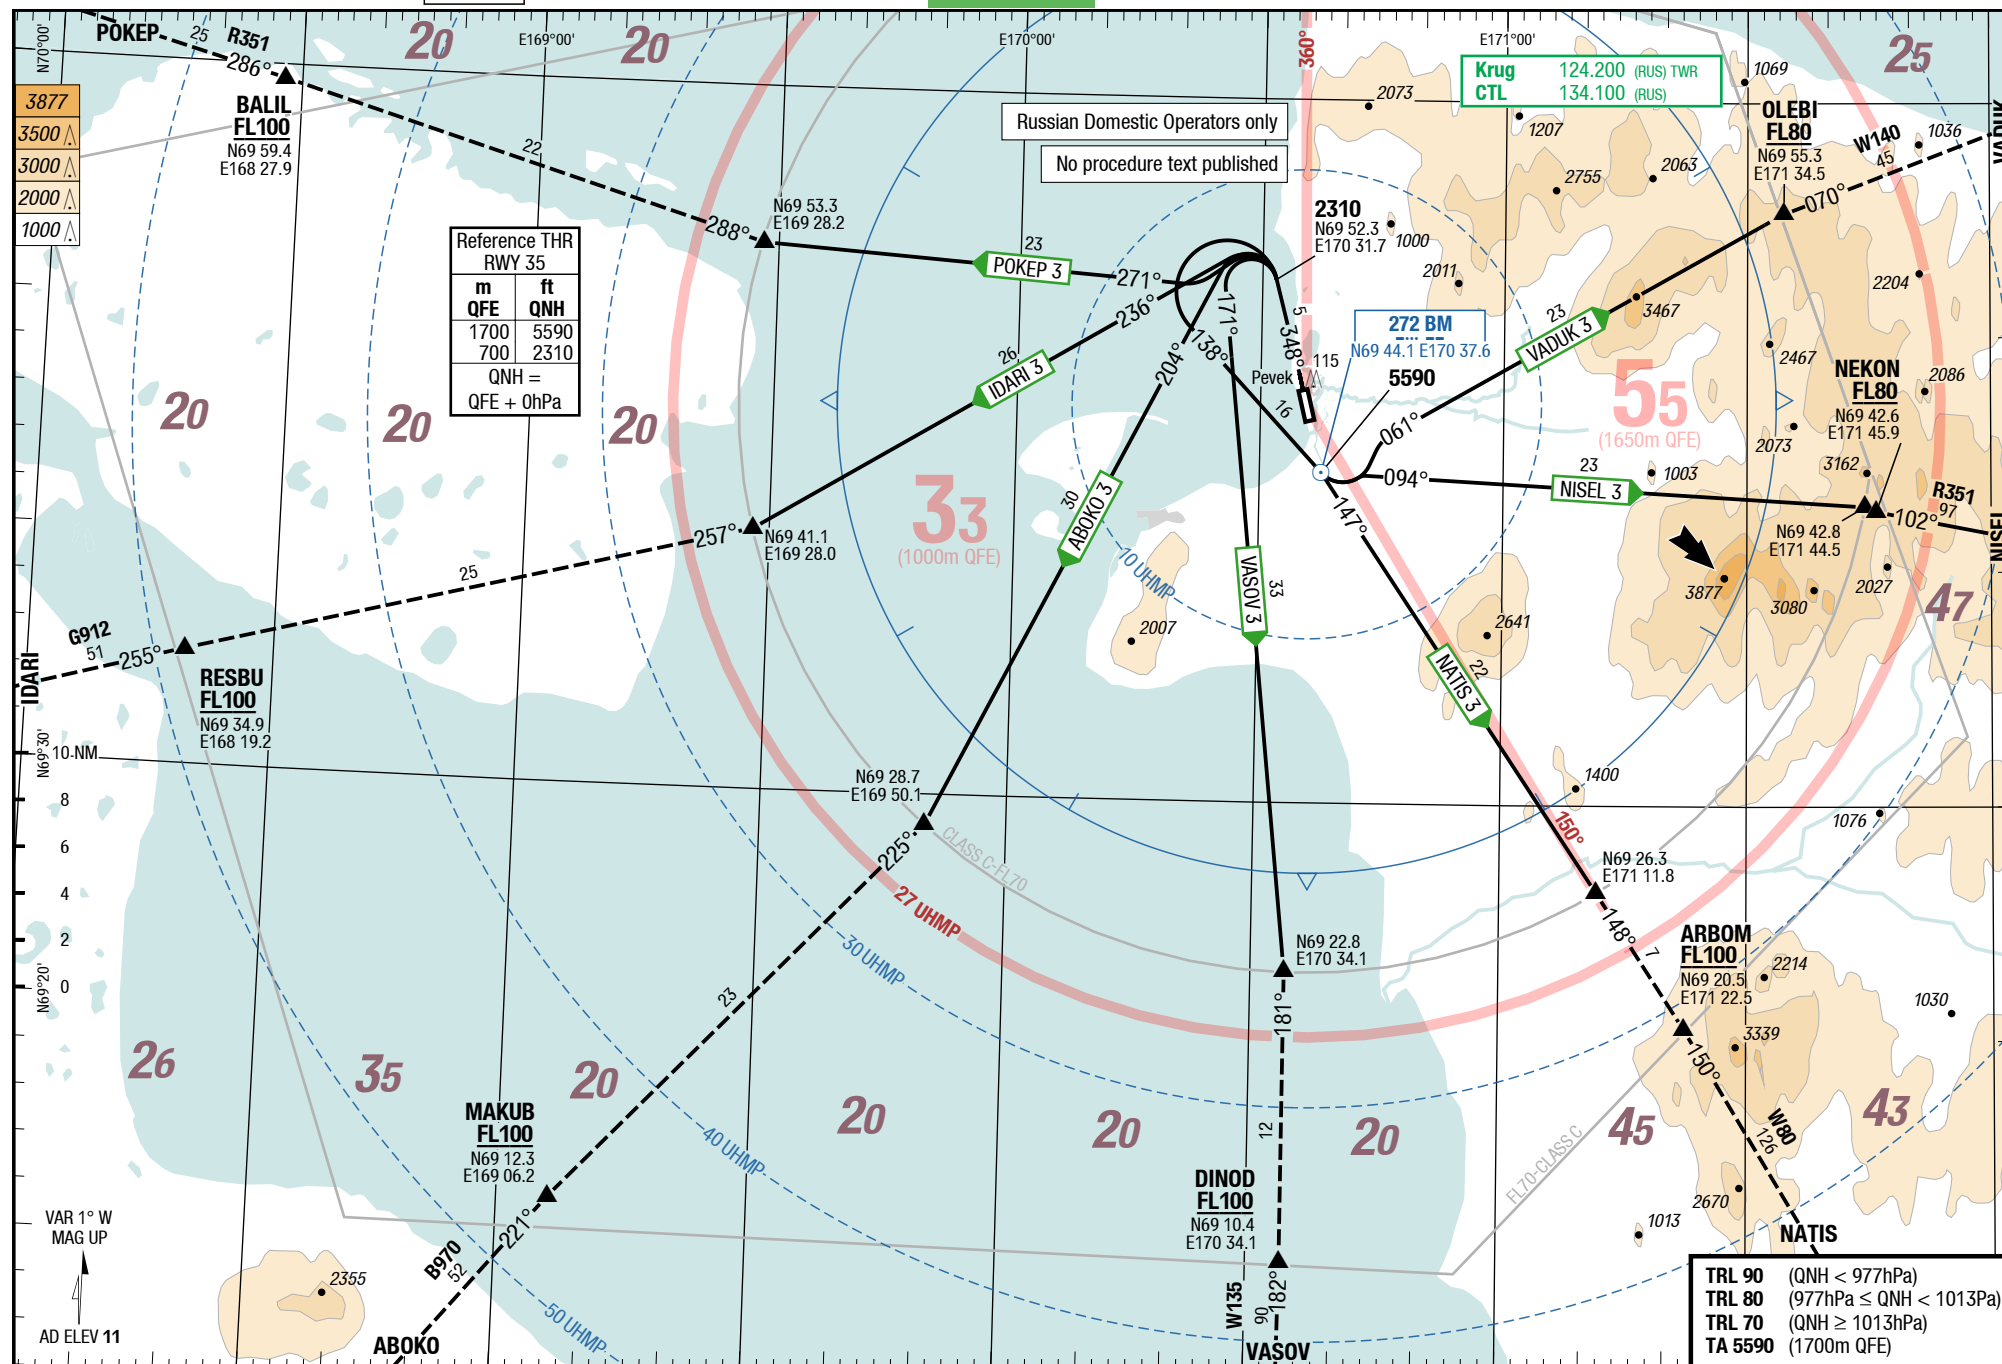 POKEP
25
R351
286°
20
E169°00'
20
E170°00'
360°
E171°00'
25
N70°00'
Krug 124.200 (RUS) TWR
CTL 134.100 (RUS)
1069
2073
1207
OLEBI
FL80
N69 55.3
E171 34.5
W140
45
1036
VADUK
070°
3877
3500
3000
2000
1000
BALIL
FL100
N69 59.4
E168 27.9
22
Russian Domestic Operators only
No procedure text published
2755
2063
288°
N69 53.3
E169 28.2
2310
N69 52.3
E170 31.7
1000
2011
Reference THR
RWY 35
m ft
QFE QNH
1700 5590
700 2310
QNH =
QFE + 0hPa
23
POKEP 3
271°
236°
171°
138°
204°
5
348°
115
Pevek
16
272 BM
N69 44.1 E170 37.6
5590
23
VADUK 3
3467
2204
2467
NEKON
FL80
N69 42.6
E171 45.9
2086
26
IDARI 3
20
20
20
061°
55
(1650m QFE)
2073
3162
23
NISEL 3
094°
1003
R351
97
102°
NISEL
N69 42.8
E171 44.5
33
(1000m QFE)
30
ABOKO 3
147°
257°
N69 41.1
E169 28.0
25
10 UHMP
VASOV 3
33
3877
3080
2027
47
G912
51
255°
IDARI
RESBU
FL100
N69 34.9
E168 19.2
2007
2641
NATIS 3
22
N69°30'
10 NM
8
6
4
2
0
N69°20'
N69 28.7
E169 50.1
225°
CLASS C-FL70
27 UHMP
30 UHMP
1400
150°
1076
N69 26.3
E171 11.8
148°
7
N69 22.8
E170 34.1
181°
ARBOM
FL100
N69 20.5
E171 22.5
2214
1030
3339
150°
23
26
35
20
20
20
20
45
43
W80
126
MAKUB
FL100
N69 12.3
E169 06.2
40 UHMP
12
FL70-CLASS C
DINOD
FL100
N69 10.4
E170 34.1
2670
1013
NATIS
VAR 1° W
MAG UP
221°
B970
52
2355
50 UHMP
W135
90
182°
AD ELEV 11
ABOKO
VASOV
TRL 90 (QNH < 977hPa)
TRL 80 (977hPa ≤ QNH < 1013Pa)
TRL 70 (QNH ≥ 1013hPa)
TA 5590 (1700m QFE)